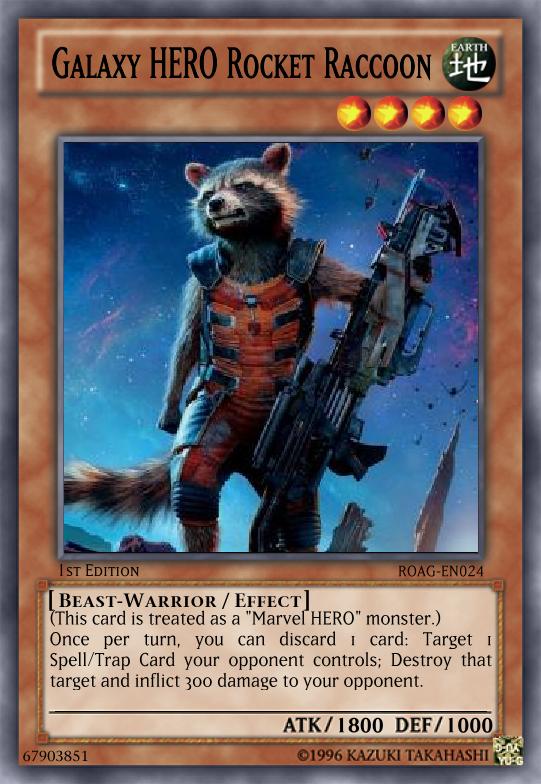 GALAXY HERO ROCKET RACCOON
EARTH
地
1ST EDITION
ROAG-EN024
[BEAST-WARRIOR / EFFECT]
(This card is treated as a "Marvel HERO" monster.)
Once per turn, you can discard 1 card: Target 1
Spell/Trap Card your opponent controls; Destroy that
target and inflict 300 damage to your opponent.
ATK/1800 DEF/1000
67903851
©1996 KAZUKI TAKAHASHI